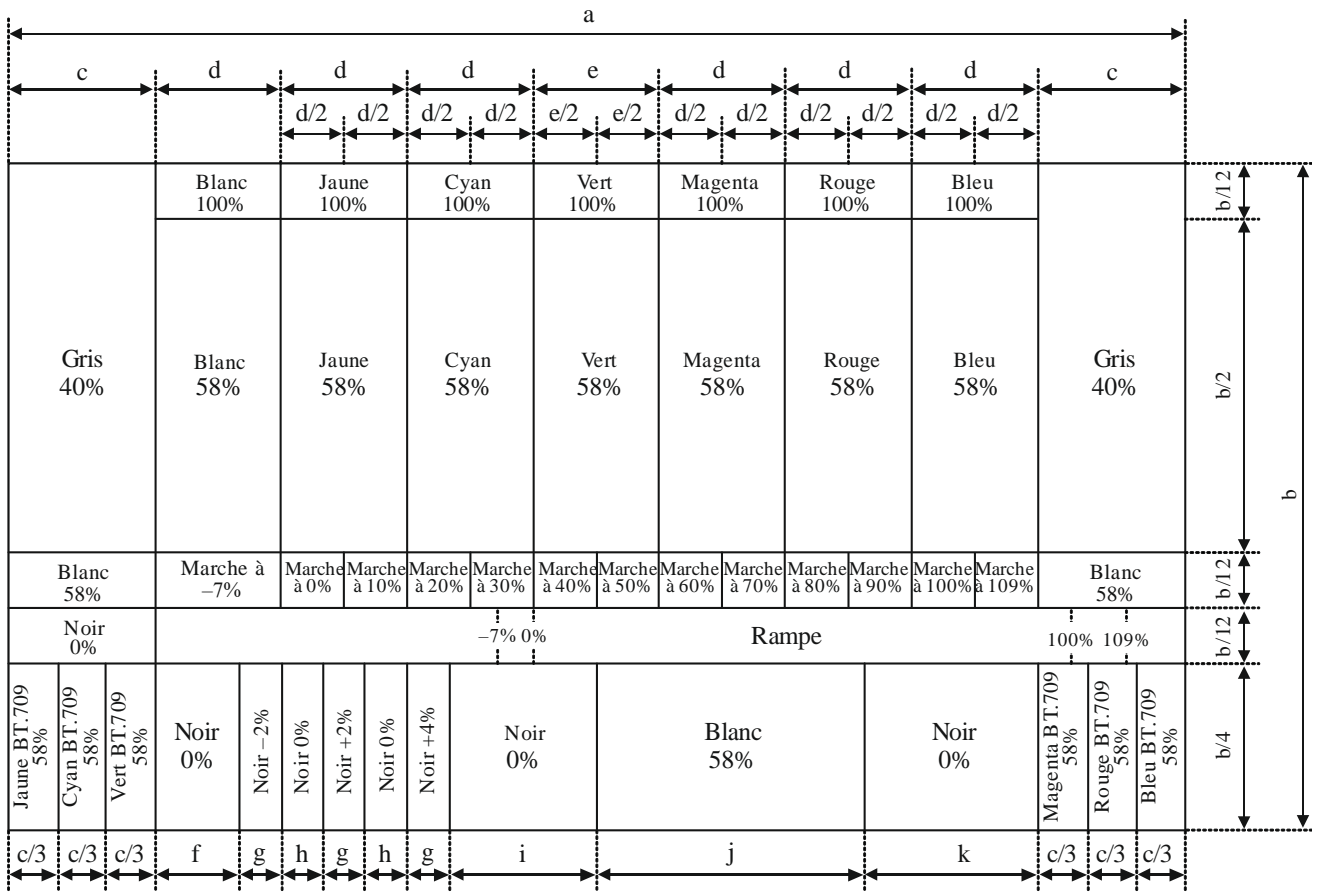 a
c d d d e d d d c
d/2 d/2 d/2 d/2 e/2 e/2 d/2 d/2 d/2 d/2 d/2 d/2
Blanc Jaune Cyan Vert Magenta Rouge Bleu
100% 100% 100% 100% 100% 100% 100%
b/12
Gris Blanc Jaune Cyan Vert Magenta Rouge Bleu Gris
40% 58% 58% 58% 58% 58% 58% 58% 40%
b/2
b
Blanc Marche à Marche Marche Marche Marche Marche Marche Marche Marche Marche Marche Marche Marche Blanc
58% –7% à 0% à 10% à 20% à 30% à 40% à 50% à 60% à 70% à 80% à 90% à 100% à 109% 58%
b/12
Noir
0%
–7% 0% Rampe 100% 109%
b/12
Jaune BT.709
58%
Cyan BT.709
58%
Vert BT.709
58%
Noir
0%
Noir –2%
Noir 0%
Noir +2%
Noir 0%
Noir +4%
Noir
0%
Blanc
58%
Noir
0%
Magenta BT.709
58%
Rouge BT.709
58%
Bleu BT.709
58%
b/4
c/3 c/3 c/3 f g h g h g i j k c/3 c/3 c/3